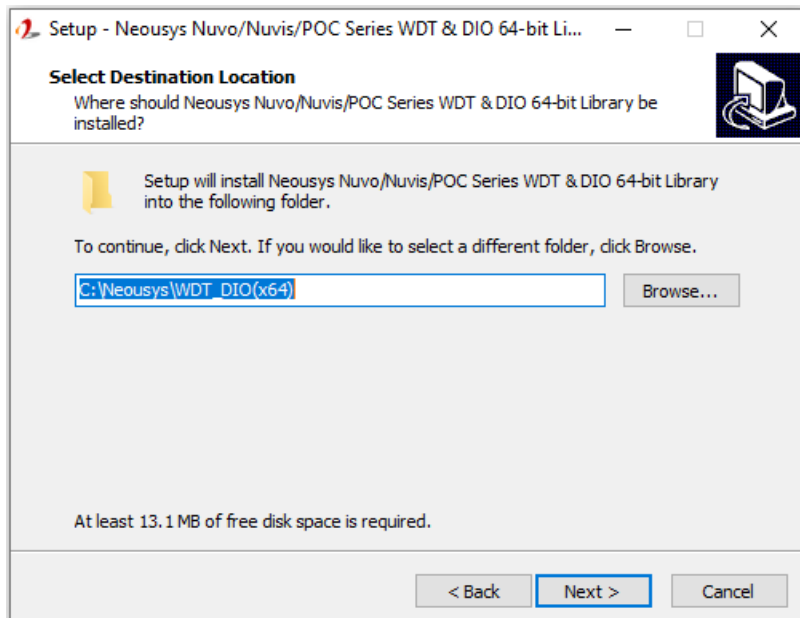 Setup - Neousys Nuvo/Nuvis/POC Series WDT & DIO 64-bit Li...
Select Destination Location
Where should Neousys Nuvo/Nuvis/POC Series WDT & DIO 64-bit Library be
installed?
Setup will install Neousys Nuvo/Nuvis/POC Series WDT & DIO 64-bit Library
into the following folder.
To continue, click Next. If you would like to select a different folder, click Browse.
C:\Neousys\WDT_DIO(x64)
Browse...
At least 13.1 MB of free disk space is required.
< Back
Next >
Cancel